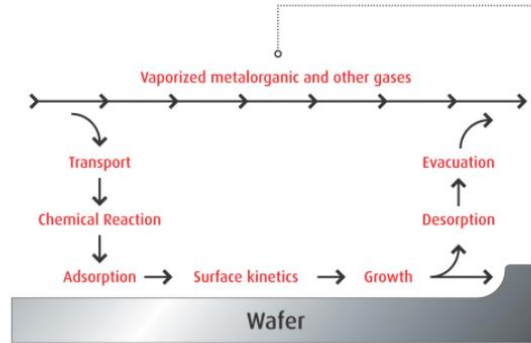 Vaporized metalorganic and other gases
Transport
Evacuation
Chemical Reaction
Desorption
Adsorption
Surface kinetics
Growth
Wafer